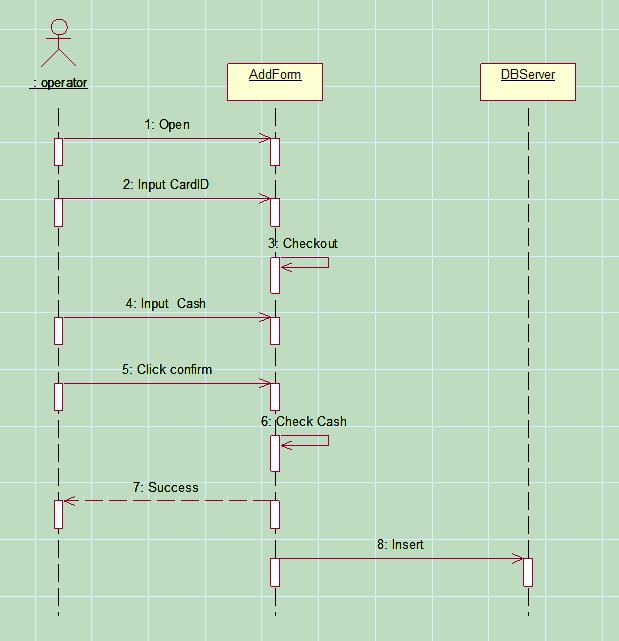 : operator
AddForm
DBServer
1: Open
2: Input CardID
3: Checkout
4: Input  Cash
5: Click confirm
6: Check Cash
7: Success
8: Insert